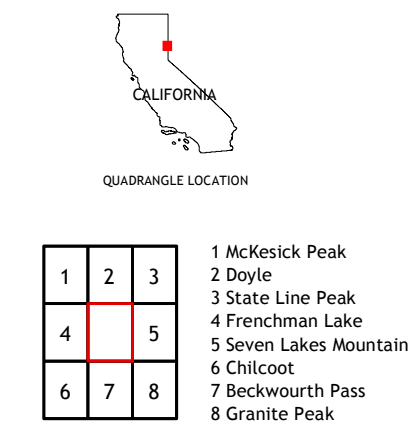 CALIFORNIA
QUADRANGLE LOCATION
1 2 3
4 5
6 7 8
1 McKesick Peak
2 Doyle
3 State Line Peak
4 Frenchman Lake
5 Seven Lakes Mountain
6 Chilcoot
7 Beckwourth Pass
8 Granite Peak